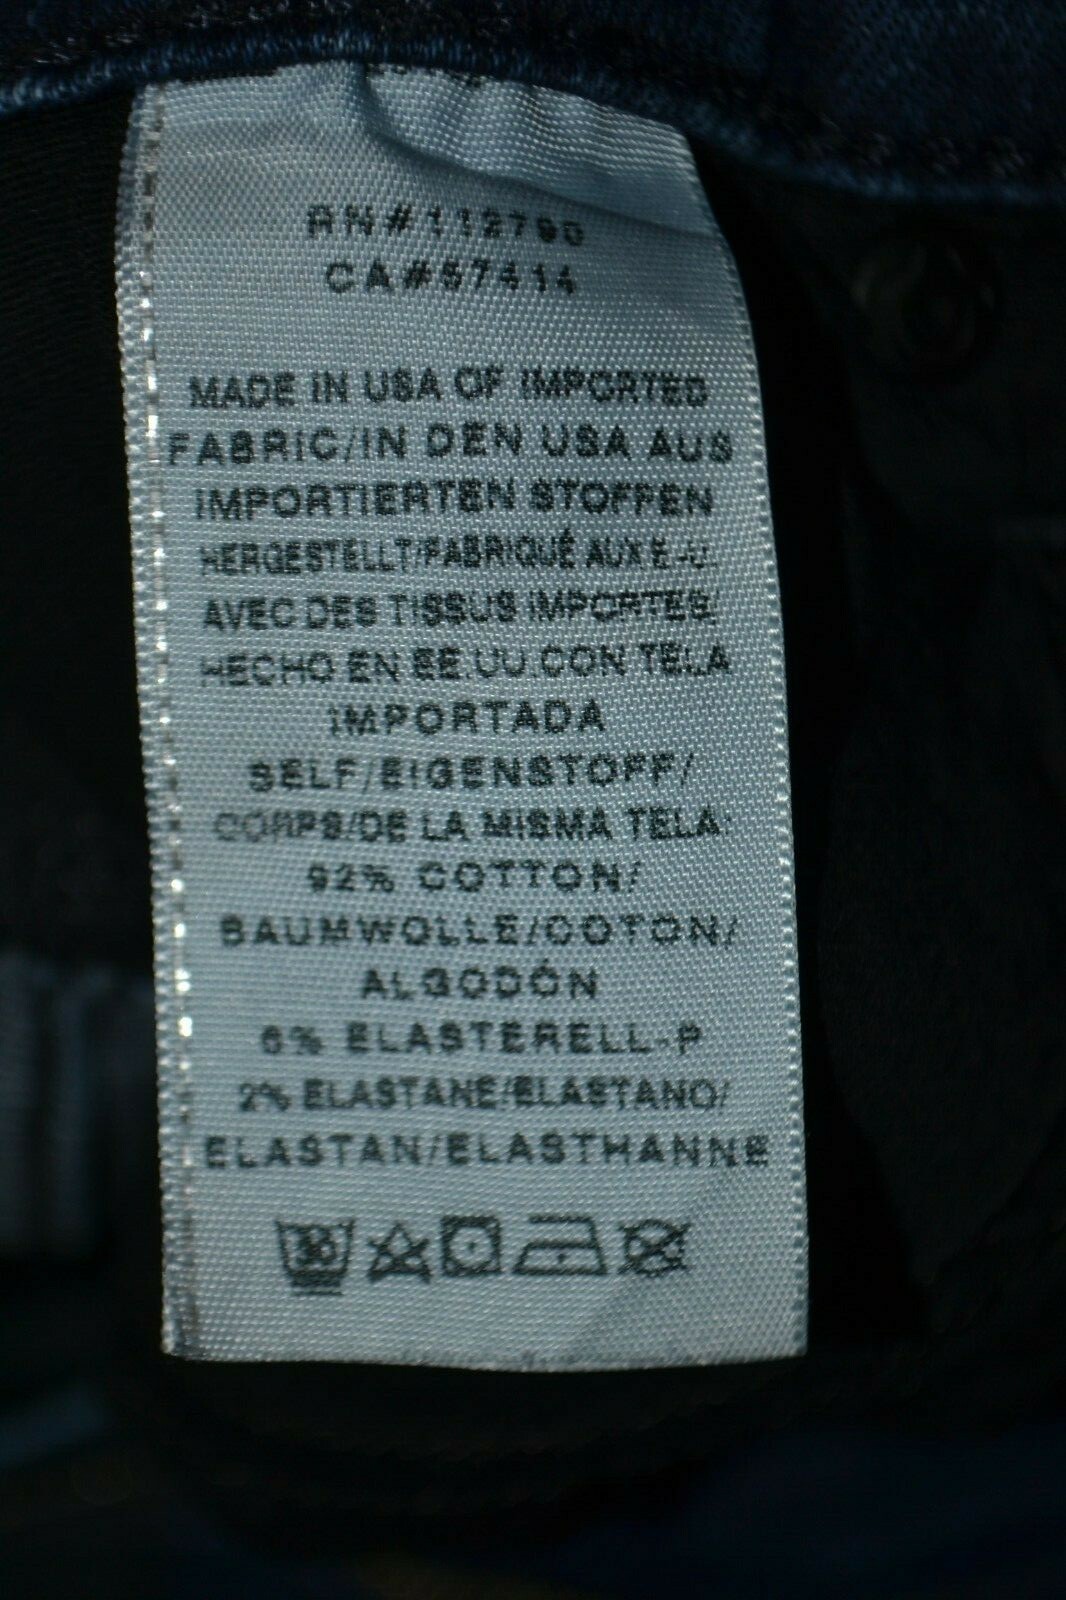 RN#112790
CA#57414
MADE IN USA OF IMPORTED
FABRIC/IN DEN USA AUS
IMPORTIERTEN STOFFEN
HERGESTELLT/FABRIQUÉ AUX E.-U.
AVEC DES TISSUS IMPORTES/
HECHO EN EE.UU.CON TELA
IMPORTADA
SELF/EIGENSTOFF/
CORPS/DE LA MISMA TELA:
92% COTTON/
BAUMWOLLE/COTON/
ALGODÓN
6% ELASTERELL-P
2% ELASTANE/ELASTANO/
ELASTAN/ELASTHANNE
30